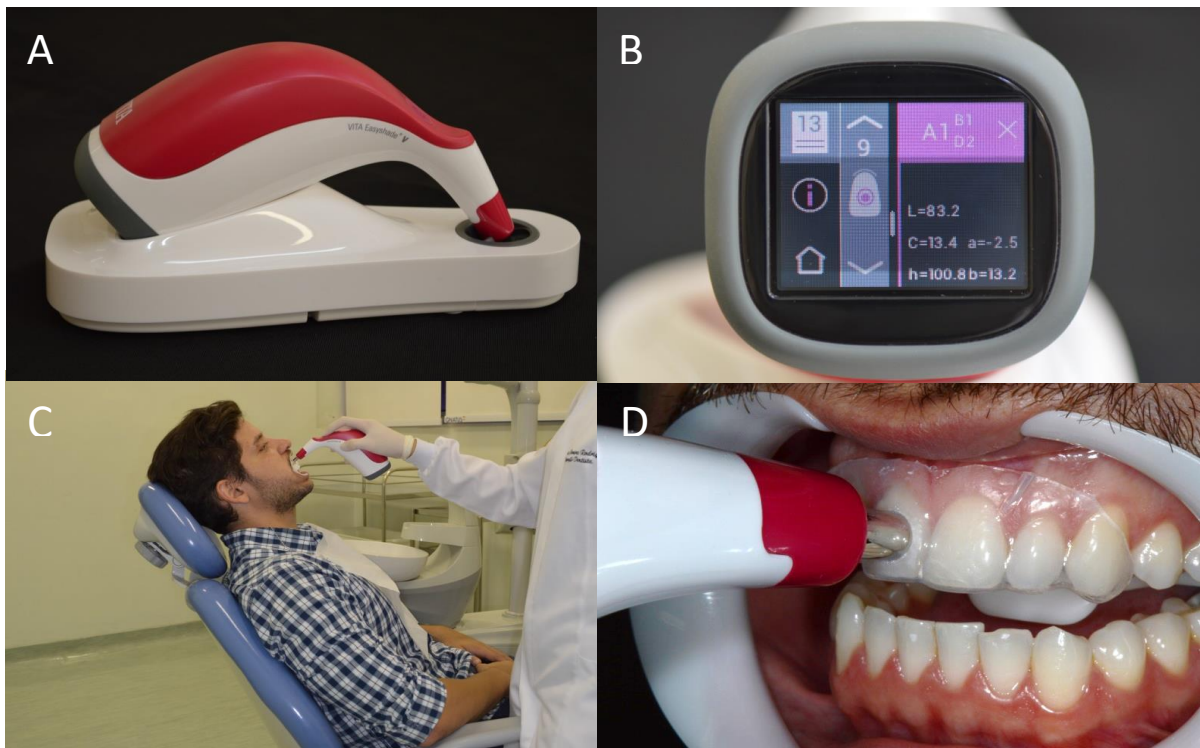 A
VITA Easyshade® V
B
13
9
A1
B1
D2
L=83.2
C=13.4 a=-2.5
h=100.8 b=13.2
C
D